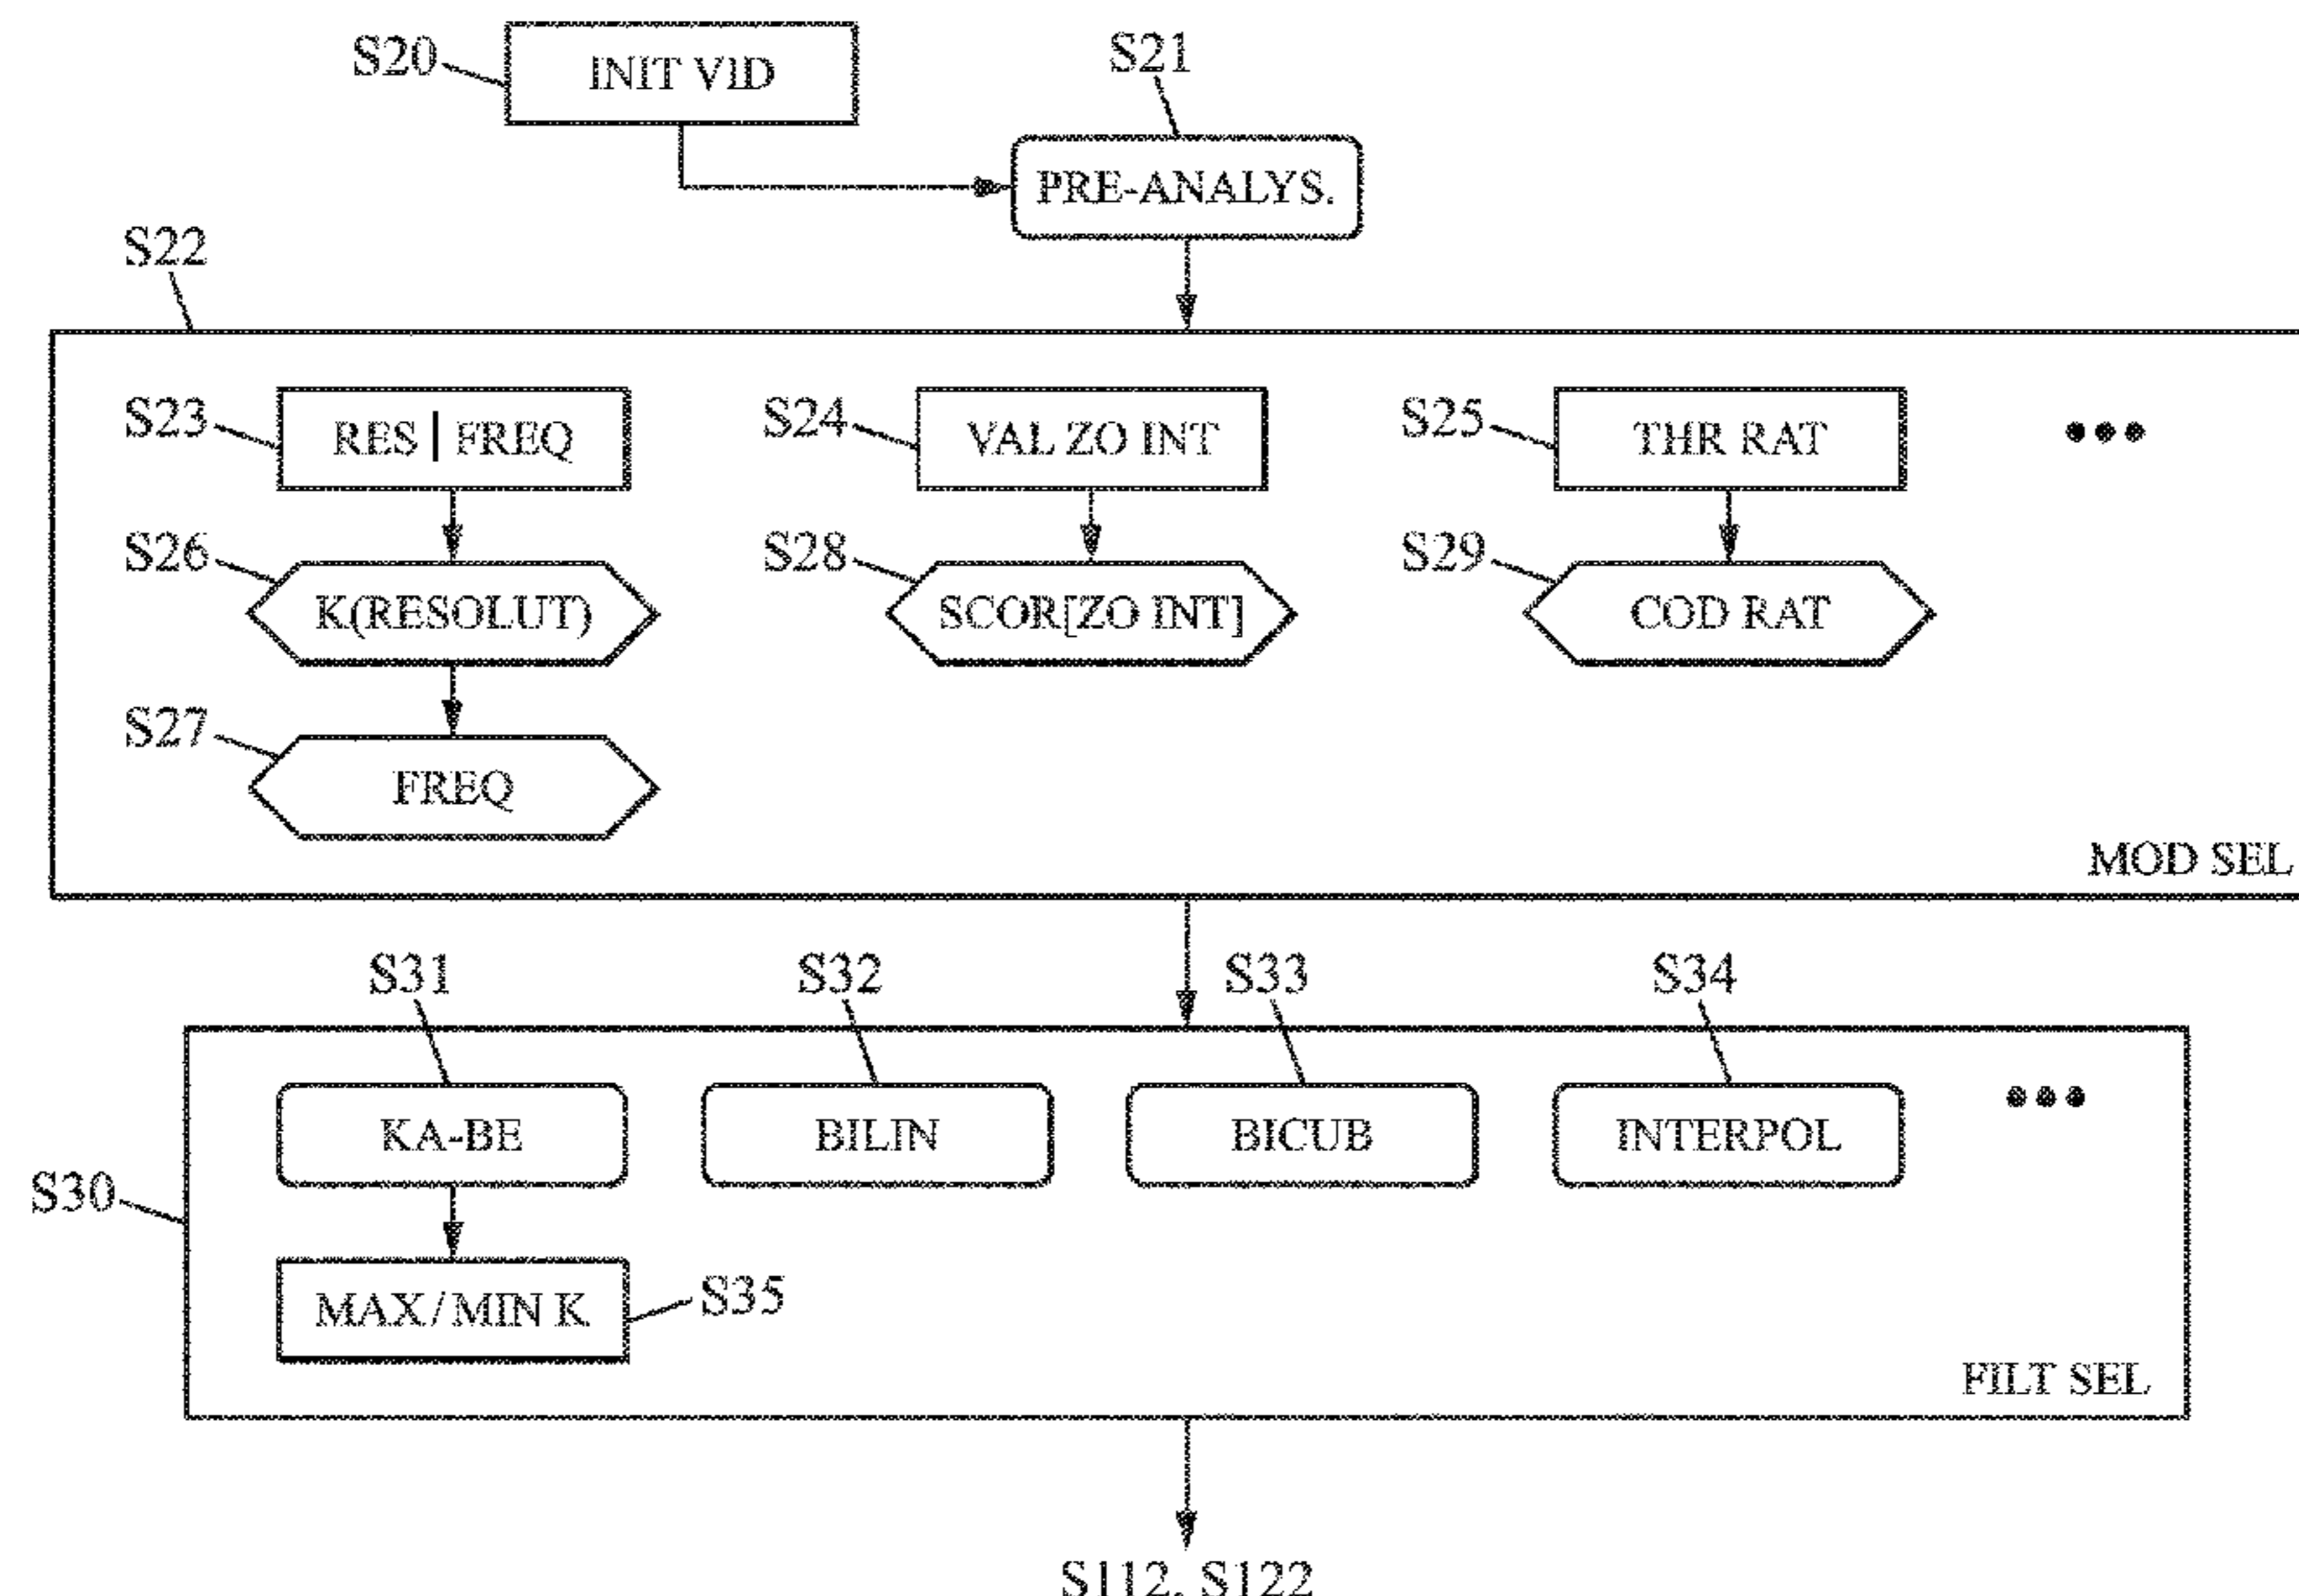 S20
INIT VID
S21
PRE-ANALYS.
S22
S23
RES | FREQ
S24
VAL ZO INT
S25
THR RAT
•••
S26
K(RESOLUT)
S28
SCOR[ZO INT]
S29
COD RAT
S27
FREQ
MOD SEL
S31
S32
S33
S34
KA-BE
BILIN
BICUB
INTERPOL
•••
S30
MAX / MIN K
S35
FILT SEL
S112, S122